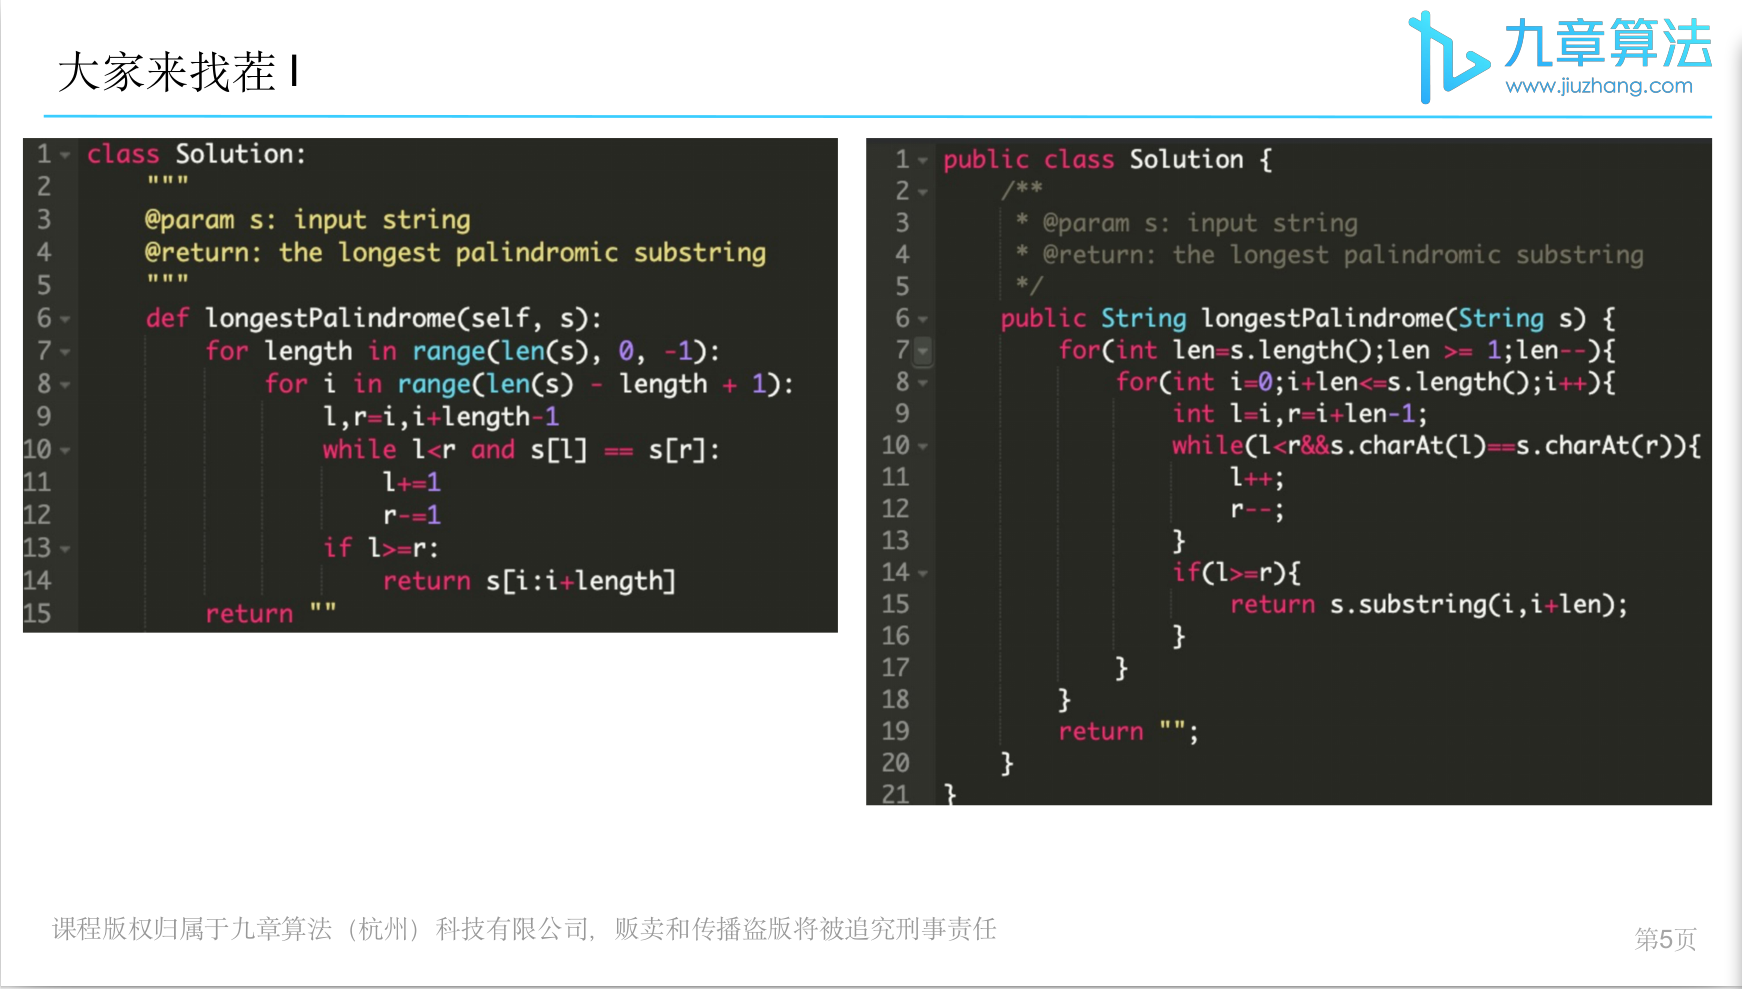 大家来找茬 I
九章算法
www.jiuzhang.com
1 class Solution:
2     """
3     @param s: input string
4     @return: the longest palindromic substring
5     """
6     def longestPalindrome(self, s):
7         for length in range(len(s), 0, -1):
8             for i in range(len(s) - length + 1):
9                 l,r=i,i+length-1
10                 while l<r and s[l] == s[r]:
11                     l+=1
12                     r-=1
13                 if l>=r:
14                     return s[i:i+length]
15         return ""
1 public class Solution {
2     /**
3      * @param s: input string
4      * @return: the longest palindromic substring
5      */
6     public String longestPalindrome(String s) {
7         for(int len=s.length();len >= 1;len--){
8             for(int i=0;i+len<=s.length();i++){
9                 int l=i,r=i+len-1;
10                 while(l<r&&s.charAt(l)==s.charAt(r)){
11                     l++;
12                     r--;
13                 }
14                 if(l>=r){
15                     return s.substring(i,i+len);
16                 }
17             }
18         }
19         return "";
20     }
21 }
课程版权归属于九章算法（杭州）科技有限公司，贩卖和传播盗版将被追究刑事责任
第5页